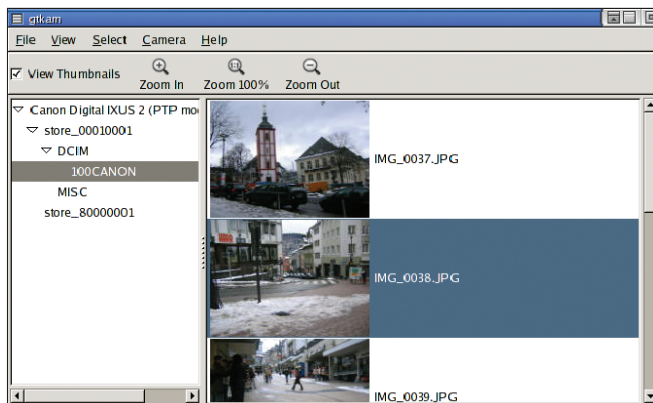 gtkam
File View Select Camera Help
View Thumbnails
Zoom In Zoom 100% Zoom Out
Canon Digital IXUS 2 (PTP mo
store_00010001
DCIM
100CANON
MISC
store_80000001
IMG_0037.JPG
IMG_0038.JPG
IMG_0039.JPG